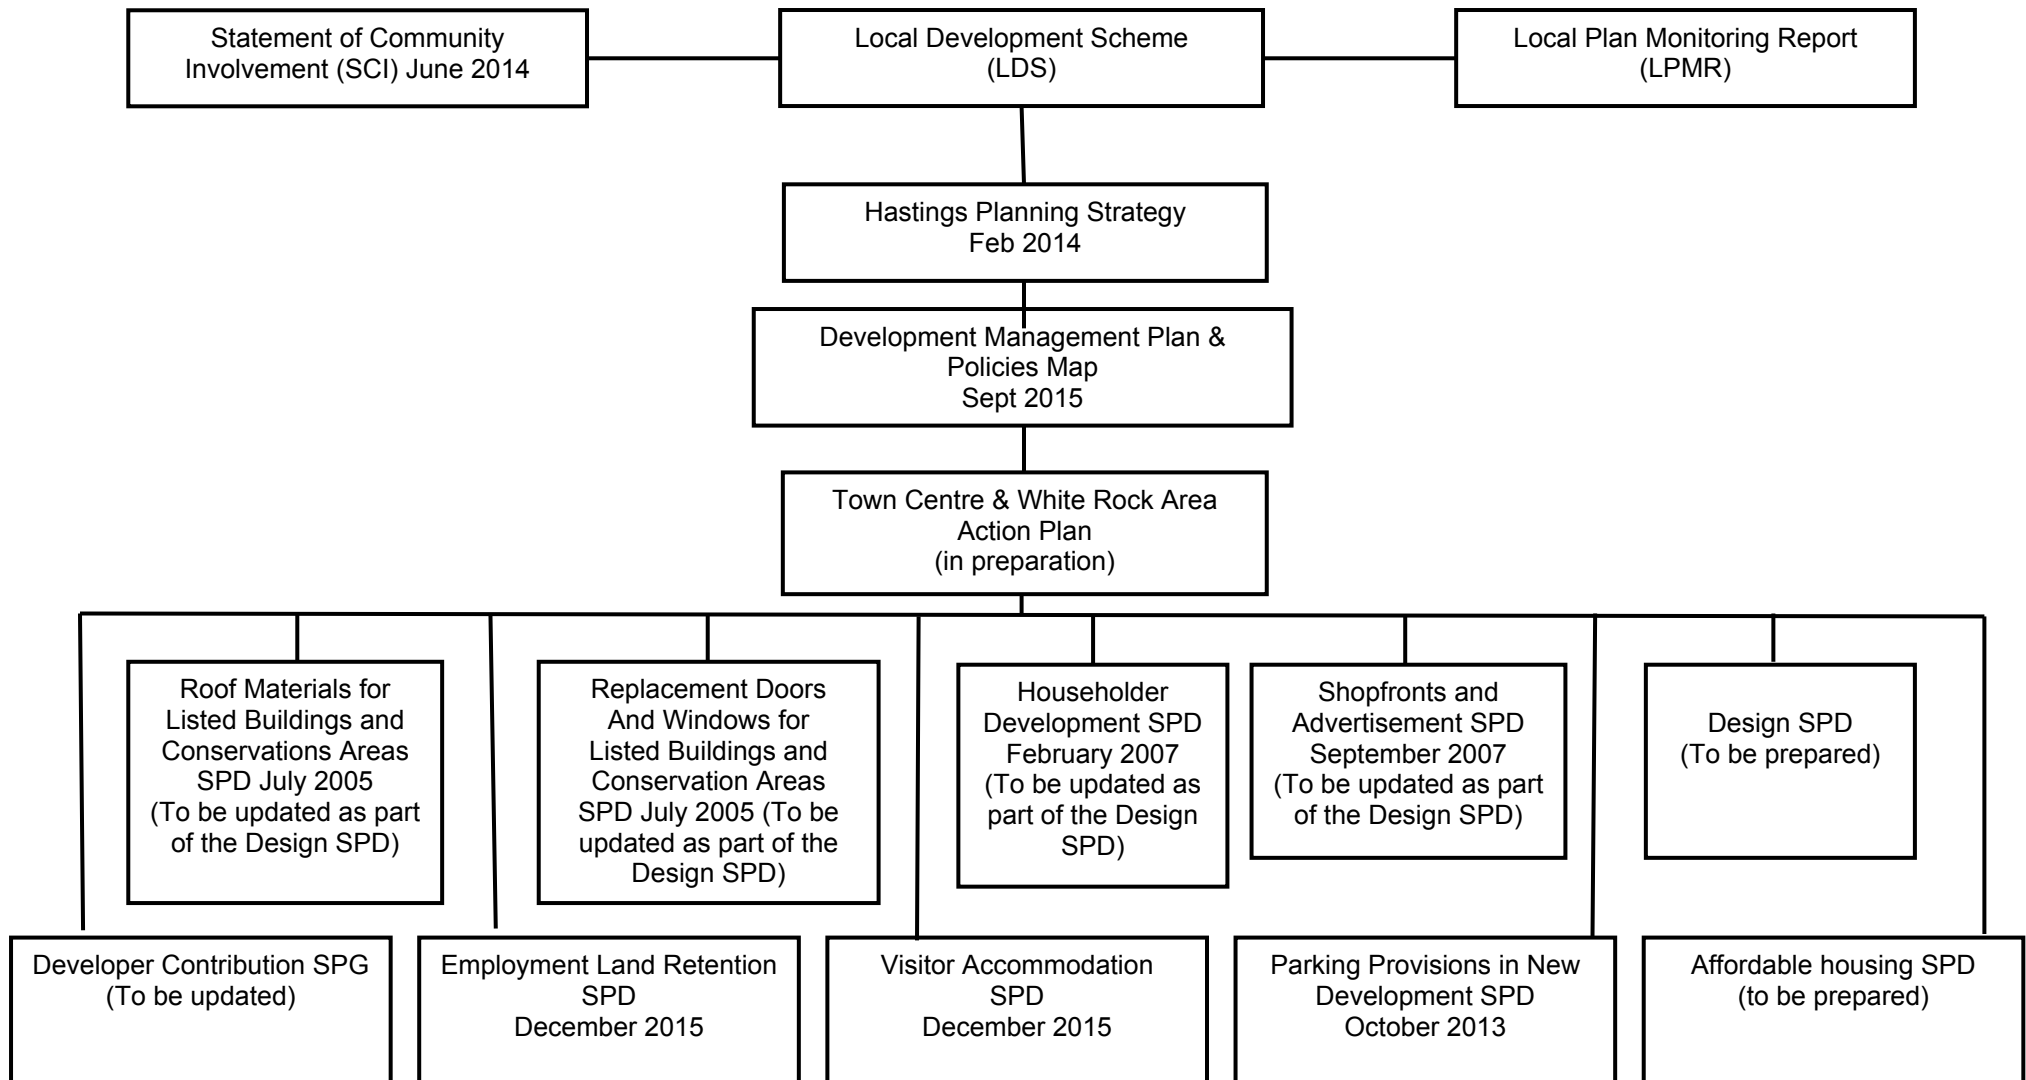 Statement of Community
Involvement (SCI) June 2014
Local Development Scheme
(LDS)
Local Plan Monitoring Report
(LPMR)
Hastings Planning Strategy
Feb 2014
Development Management Plan &
Policies Map
Sept 2015
Town Centre & White Rock Area
Action Plan
(in preparation)
Roof Materials for
Listed Buildings and
Conservations Areas
SPD July 2005
(To be updated as part
of the Design SPD)
Replacement Doors
And Windows for
Listed Buildings and
Conservation Areas
SPD July 2005 (To be
updated as part of the
Design SPD)
Householder
Development SPD
February 2007
(To be updated as
part of the Design
SPD)
Shopfronts and
Advertisement SPD
September 2007
(To be updated as part
of the Design SPD)
Design SPD
(To be prepared)
Developer Contribution SPG
(To be updated)
Employment Land Retention
SPD
December 2015
Visitor Accommodation
SPD
December 2015
Parking Provisions in New
Development SPD
October 2013
Affordable housing SPD
(to be prepared)